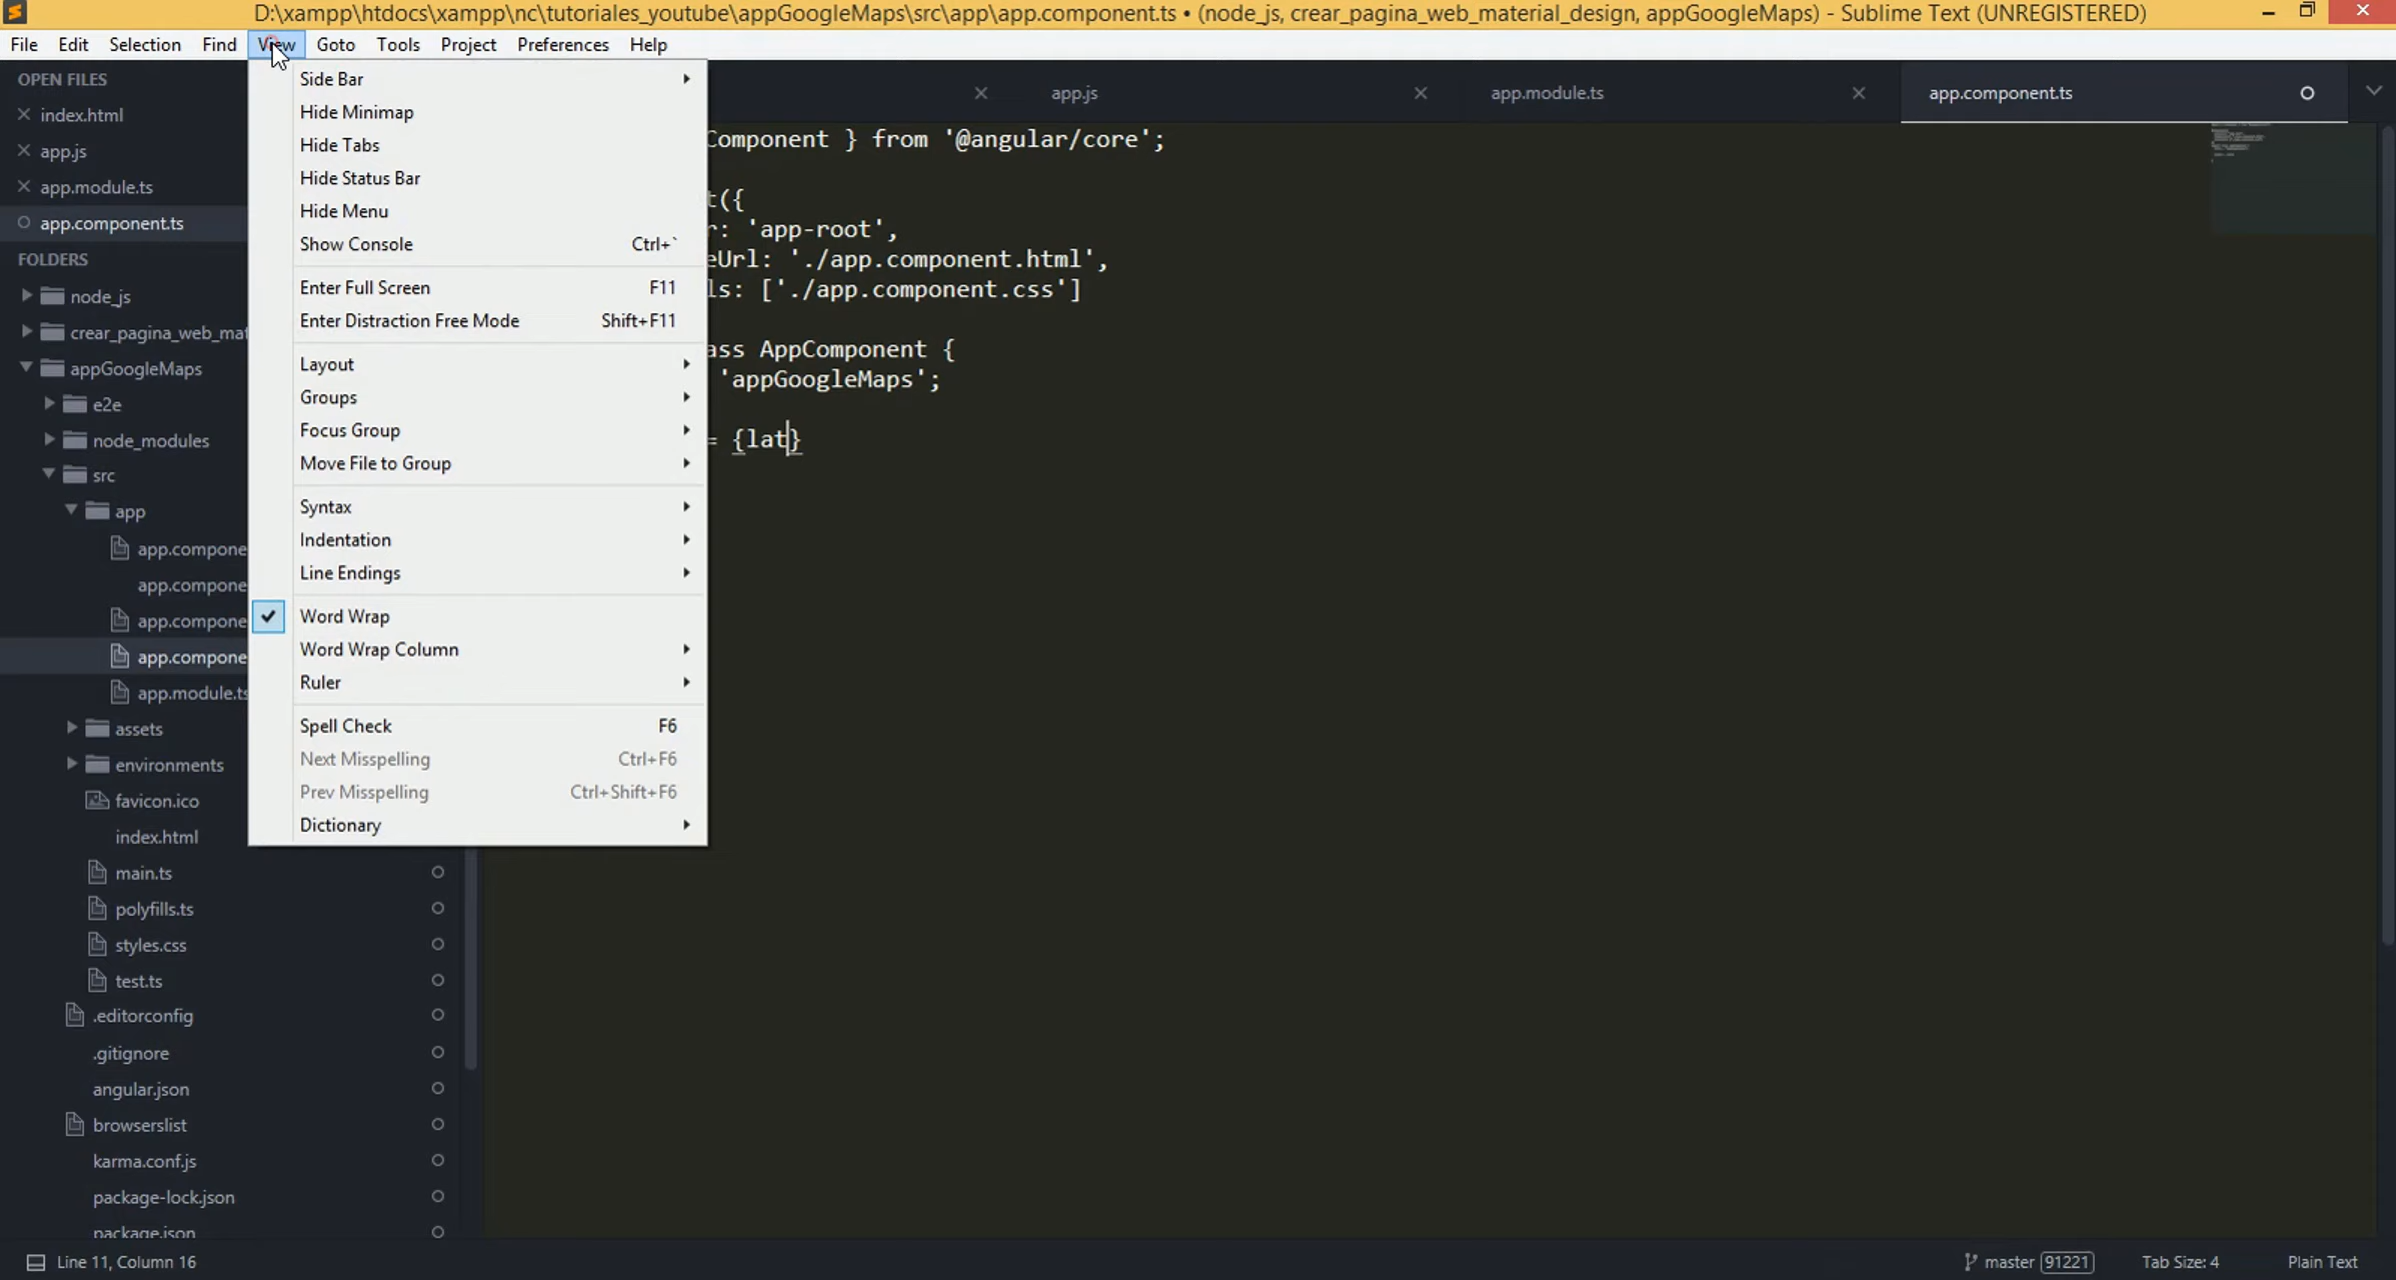 D:\xampp\htdocs\xampp\nc\tutoriales_youtube\appGoogleMaps\src\app\app.component.ts • (node_js, crear_pagina_web_material_design, appGoogleMaps) - Sublime Text (UNREGISTERED)
File Edit Selection Find View Goto Tools Project Preferences Help
OPEN FILES
index.html
app.js
app.module.ts
app.component.ts
FOLDERS
node_js
crear_pagina_web_mat
appGoogleMaps
e2e
node_modules
src
app
app.compone
app.compone
app.compone
app.compone
app.module.ts
assets
environments
favicon.ico
index.html
main.ts
polyfills.ts
styles.css
test.ts
.editorconfig
.gitignore
angular.json
browserslist
karma.conf.js
package-lock.json
package.json
Side Bar
Hide Minimap
Hide Tabs
Hide Status Bar
Hide Menu
Show Console Ctrl+`
Enter Full Screen F11
Enter Distraction Free Mode Shift+F11
Layout
Groups
Focus Group
Move File to Group
Syntax
Indentation
Line Endings
Word Wrap
Word Wrap Column
Ruler
Spell Check F6
Next Misspelling Ctrl+F6
Prev Misspelling Ctrl+Shift+F6
Dictionary
app.js app.module.ts app.component.ts
Component } from '@angular/core';
t({
r: 'app-root',
eUrl: './app.component.html',
ls: ['./app.component.css']
ass AppComponent {
'appGoogleMaps';
= {lat}
Line 11, Column 16 master 91221 Tab Size: 4 Plain Text